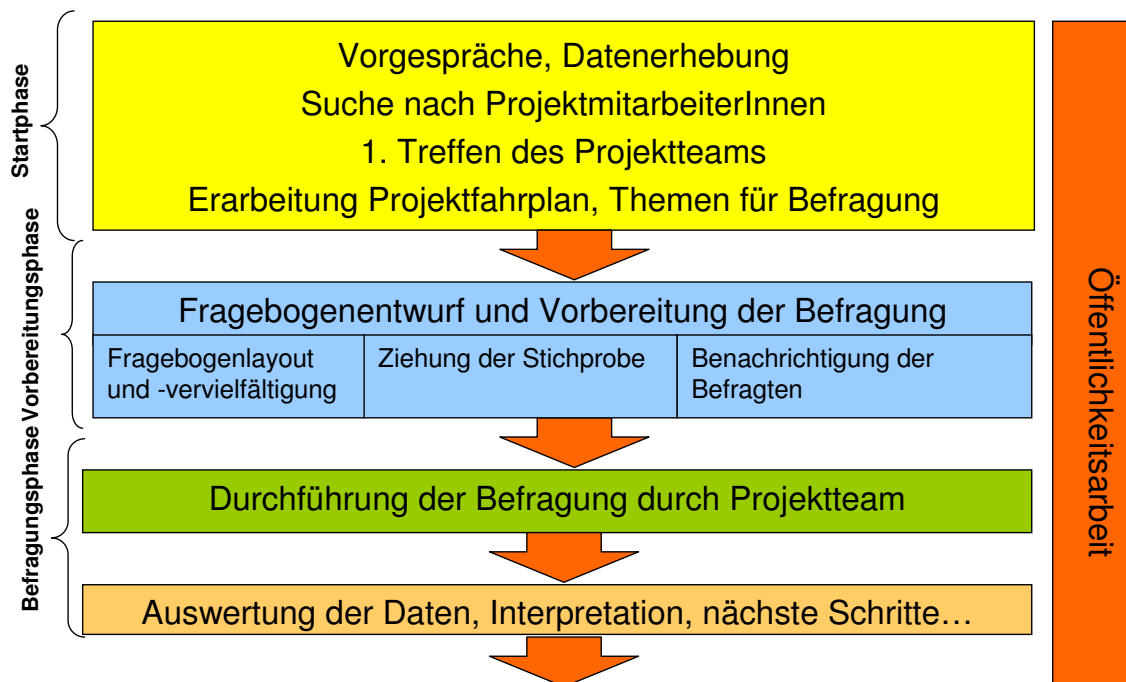 Startphase
Vorgespräche, Datenerhebung
Suche nach ProjektmitarbeiterInnen
1. Treffen des Projektteams
Erarbeitung Projektfahrplan, Themen für Befragung
Vorbereitungsphase
Fragebogenentwurf und Vorbereitung der Befragung
Fragebogenlayout
und -vervielfältigung
Ziehung der Stichprobe
Benachrichtigung der
Befragten
Befragungsphase
Durchführung der Befragung durch Projektteam
Auswertung der Daten, Interpretation, nächste Schritte…
Öffentlichkeitsarbeit